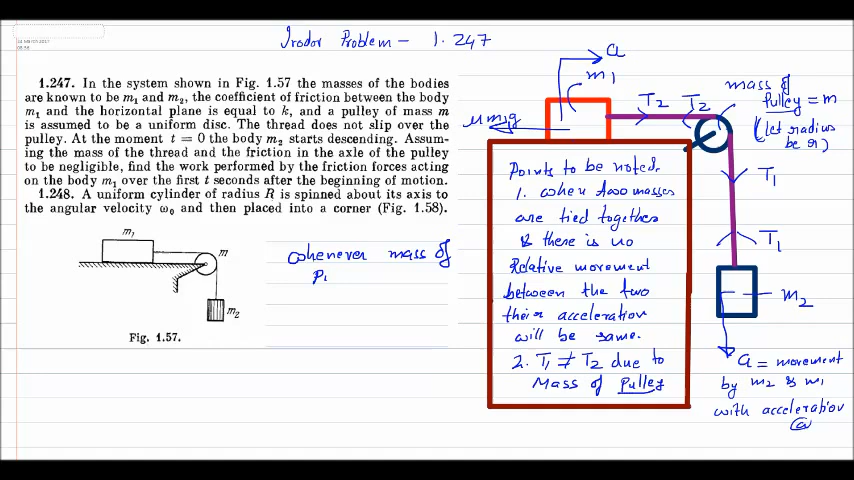 Irodov Problem - 1.247
1.247. In the system shown in Fig. 1.57 the masses of the bodies
are known to be m₁ and m₂, the coefficient of friction between the body
m₁ and the horizontal plane is equal to k, and a pulley of mass m
is assumed to be a uniform disc. The thread does not slip over the
pulley. At the moment t = 0 the body m₂ starts descending. Assum-
ing the mass of the thread and the friction in the axle of the pulley
to be negligible, find the work performed by the friction forces acting
on the body m₁ over the first t seconds after the beginning of motion.
1.248. A uniform cylinder of radius R is spinned about its axis to
the angular velocity ω₀ and then placed into a corner (Fig. 1.58).
m₁
m
m₂
Fig. 1.57.
whenever mass of
pu
a
m₁
μm₁g
T₂
T₂
mass of
pulley = m
(let radius
be r)
T₁
T₁
m₂
a = movement
by m₂ & m₁
with acceleration
a
Points to be noted.
1. when two masses
are tied together
& there is no
Relative movement
between the two
their acceleration
will be same.
2. T₁ ≠ T₂ due to
Mass of pulley